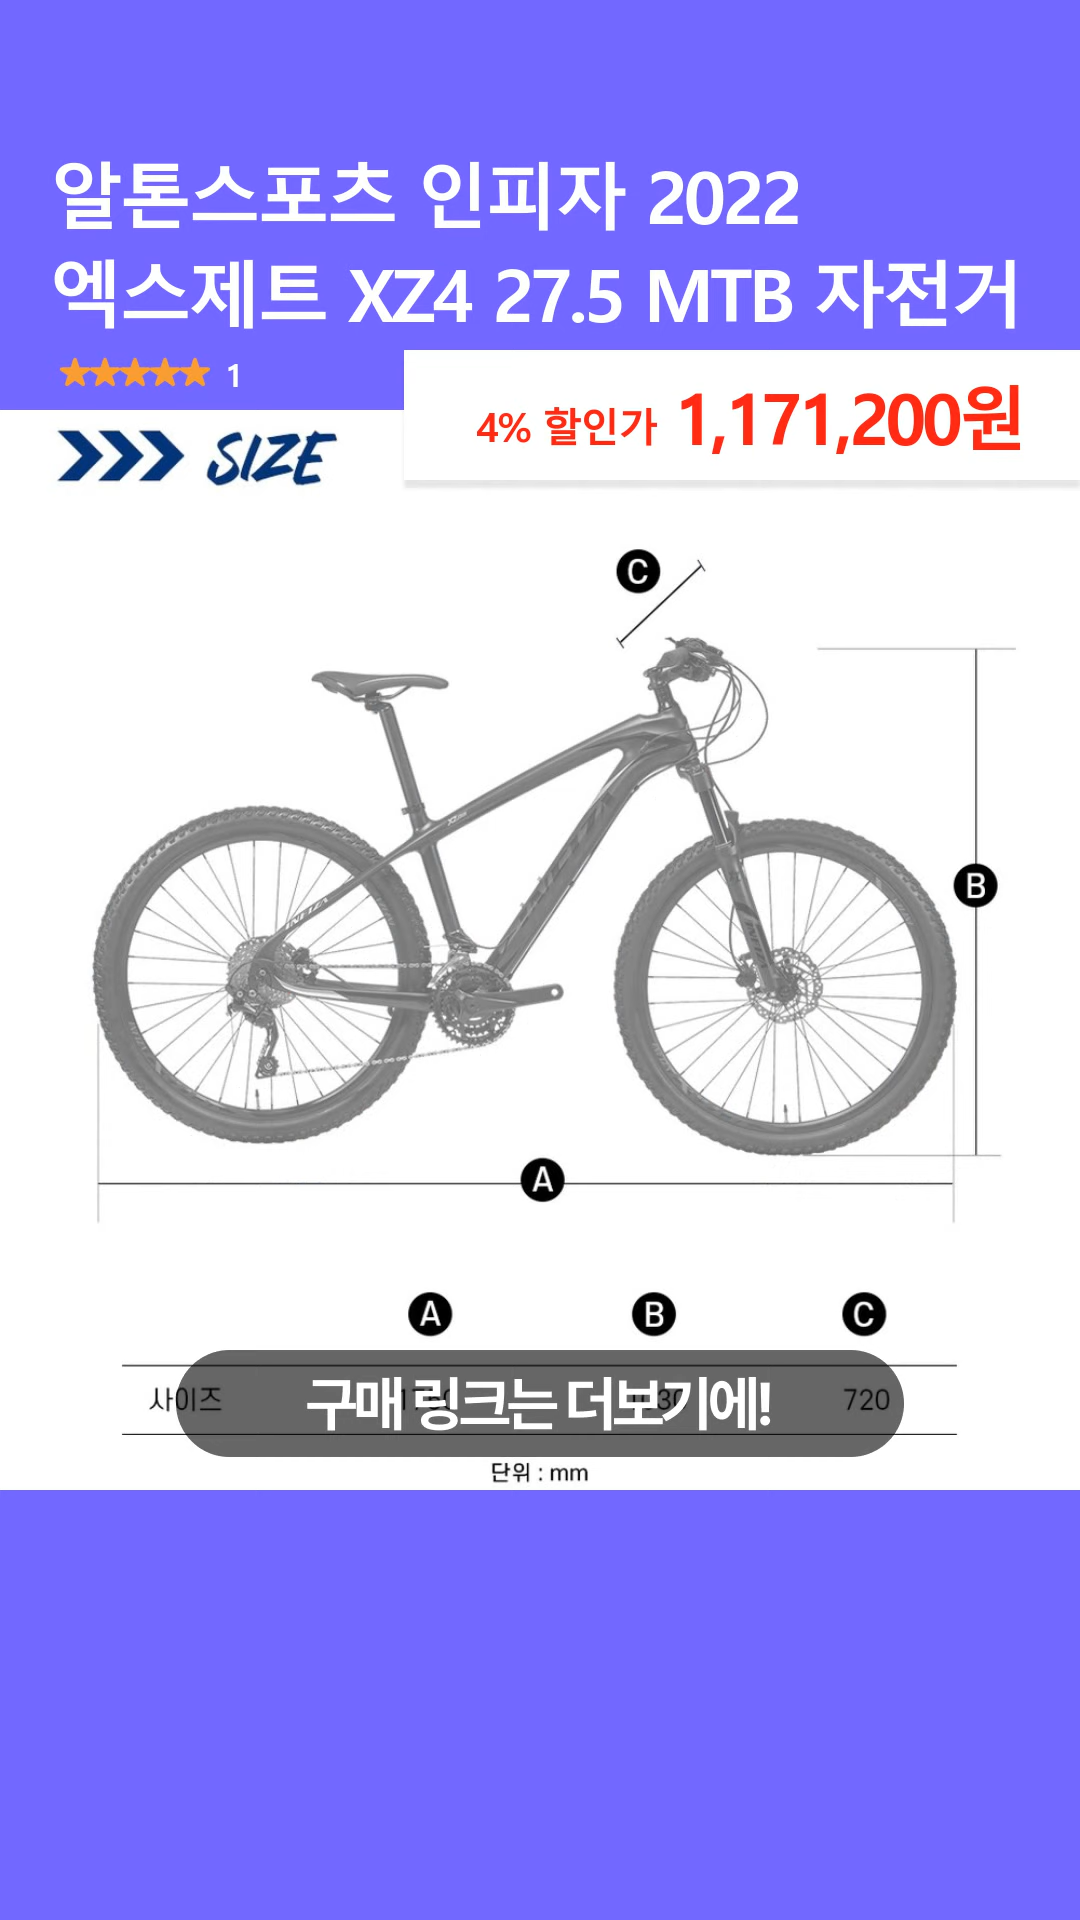 알톤스포츠 인피자 2022
엑스제트 XZ4 27.5 MTB 자전거
1
4% 할인가 1,171,200원
SIZE
C
B
A
A B C
사이즈 720
구매 링크는 더보기에!
단위 : mm